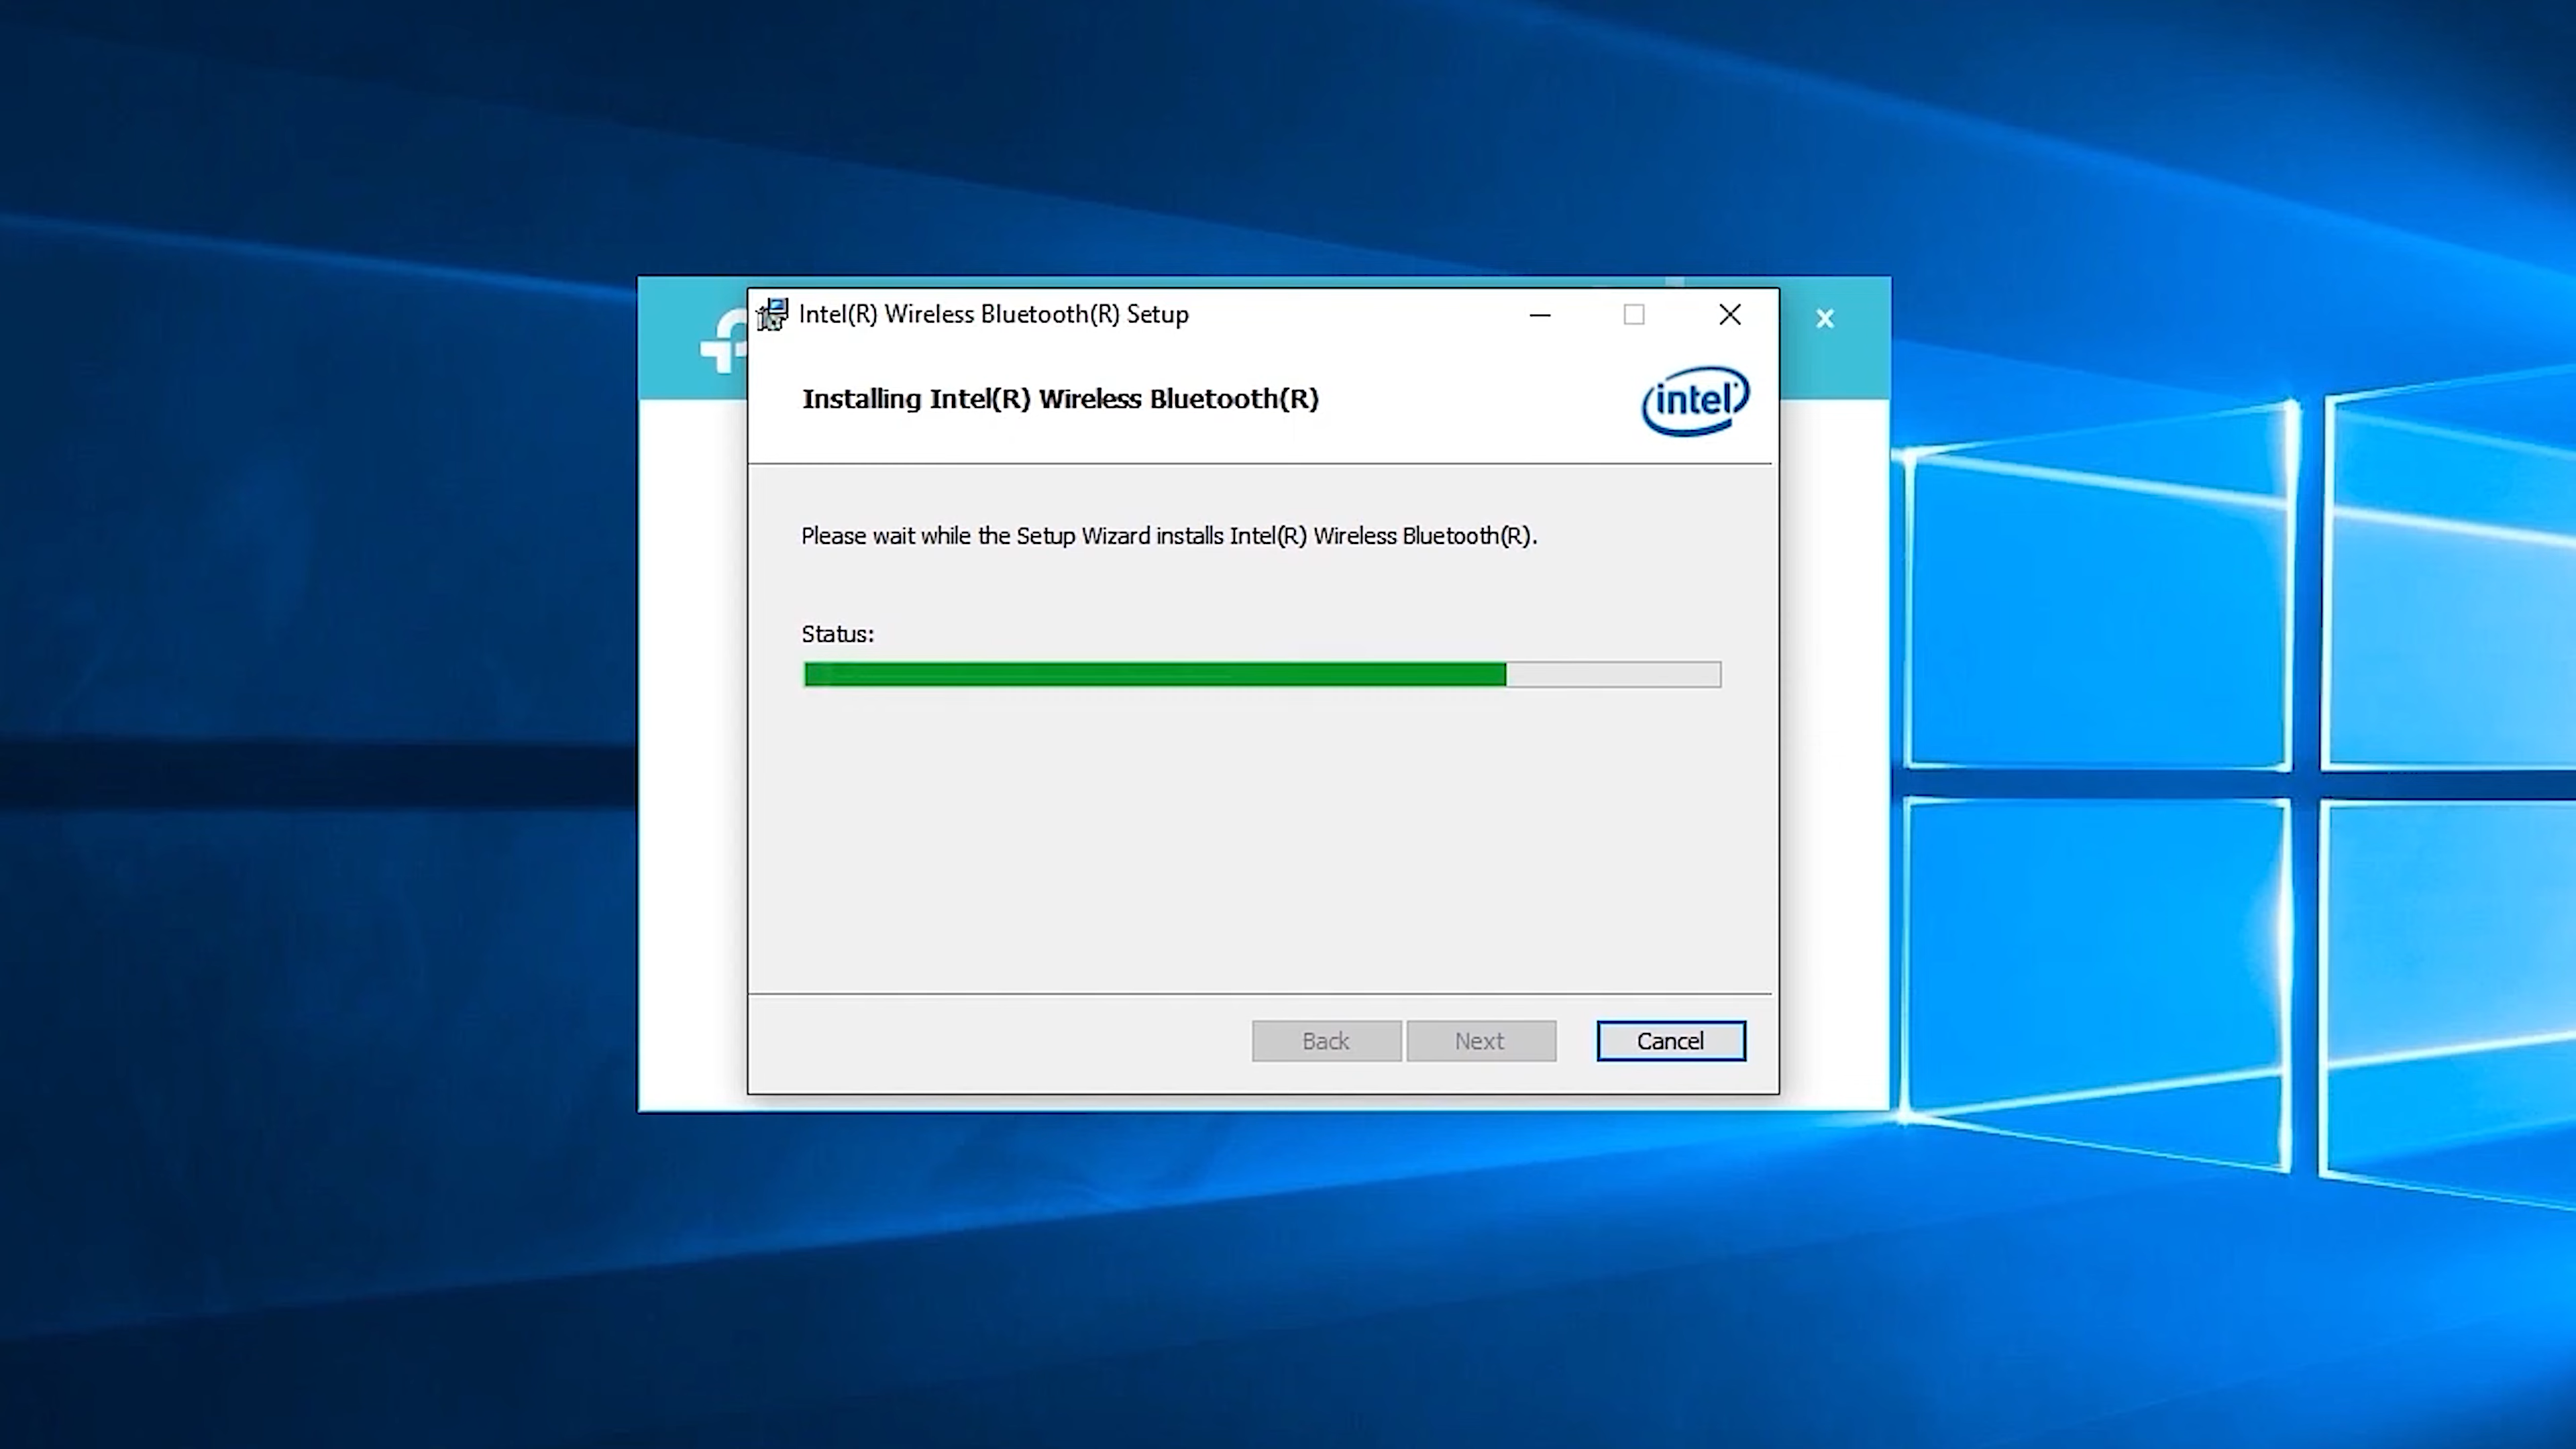 Intel(R) Wireless Bluetooth(R) Setup
Installing Intel(R) Wireless Bluetooth(R)
intel
Please wait while the Setup Wizard installs Intel(R) Wireless Bluetooth(R).
Status:
Back
Next
Cancel